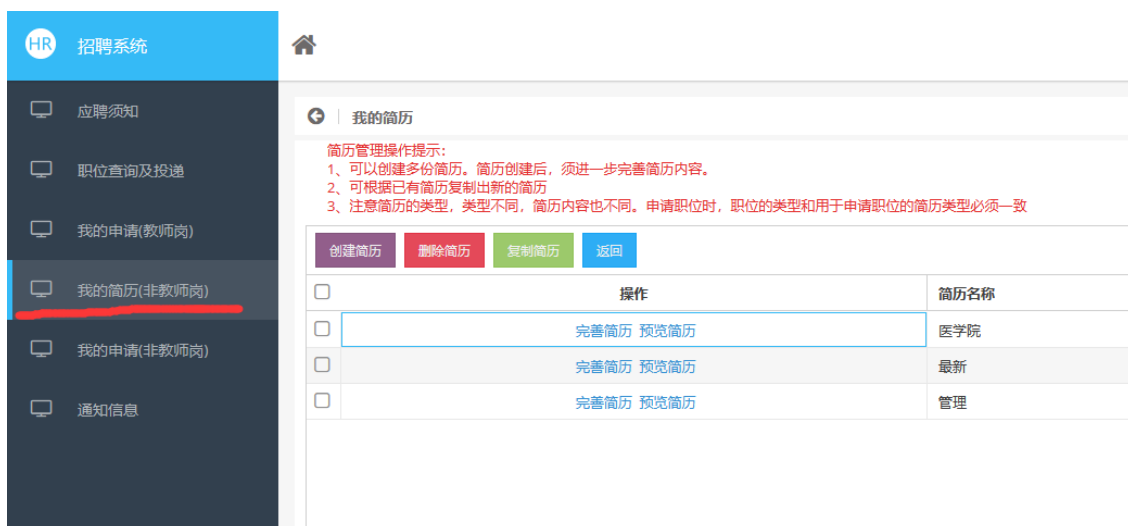 HR 招聘系统
应聘须知
职位查询及投递
我的申请(教师岗)
我的简历(非教师岗)
我的申请(非教师岗)
通知信息
我的简历
简历管理操作提示:
1、可以创建多份简历。简历创建后，须进一步完善简历内容。
2、可根据已有简历复制出新的简历
3、注意简历的类型，类型不同，简历内容也不同。申请职位时，职位的类型和用于申请职位的简历类型必须一致
创建简历 删除简历 复制简历 返回
操作 简历名称
完善简历 预览简历 医学院
完善简历 预览简历 最新
完善简历 预览简历 管理